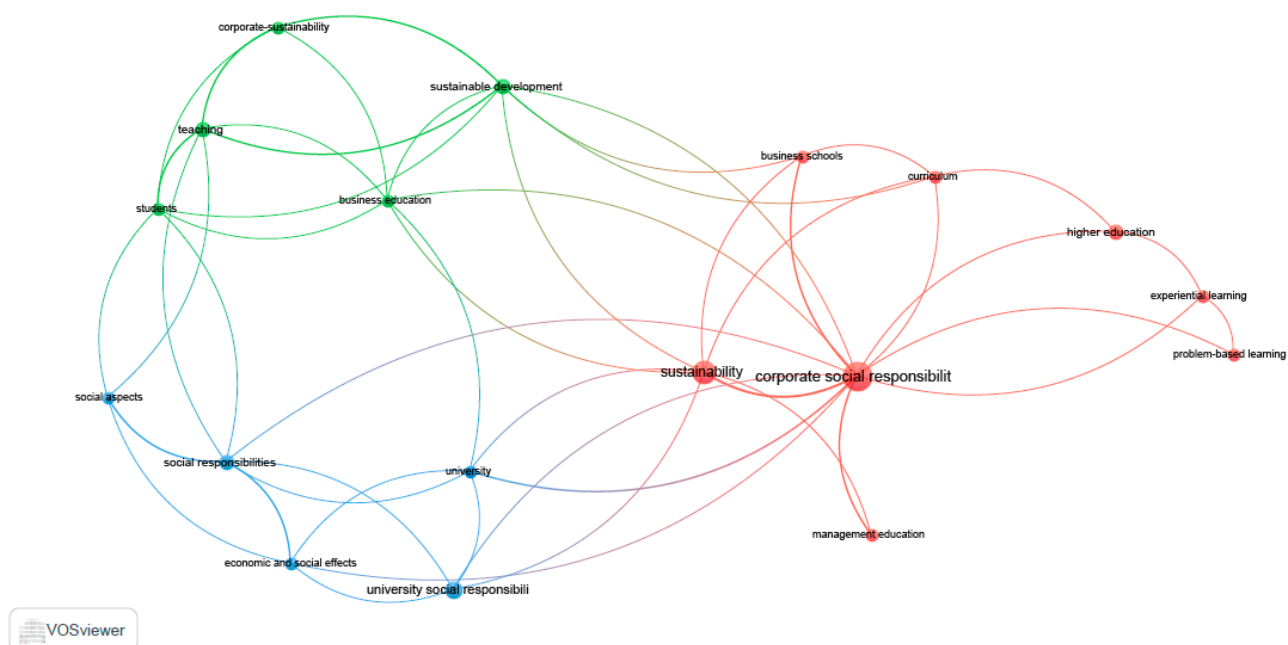 corporate-sustainability
sustainable development
teaching
business schools
curriculum
students
business education
higher education
experiential learning
problem-based learning
sustainability
corporate social responsibilit
social aspects
social responsibilities
university
management education
economic and social effects
university social responsibili
VOSviewer